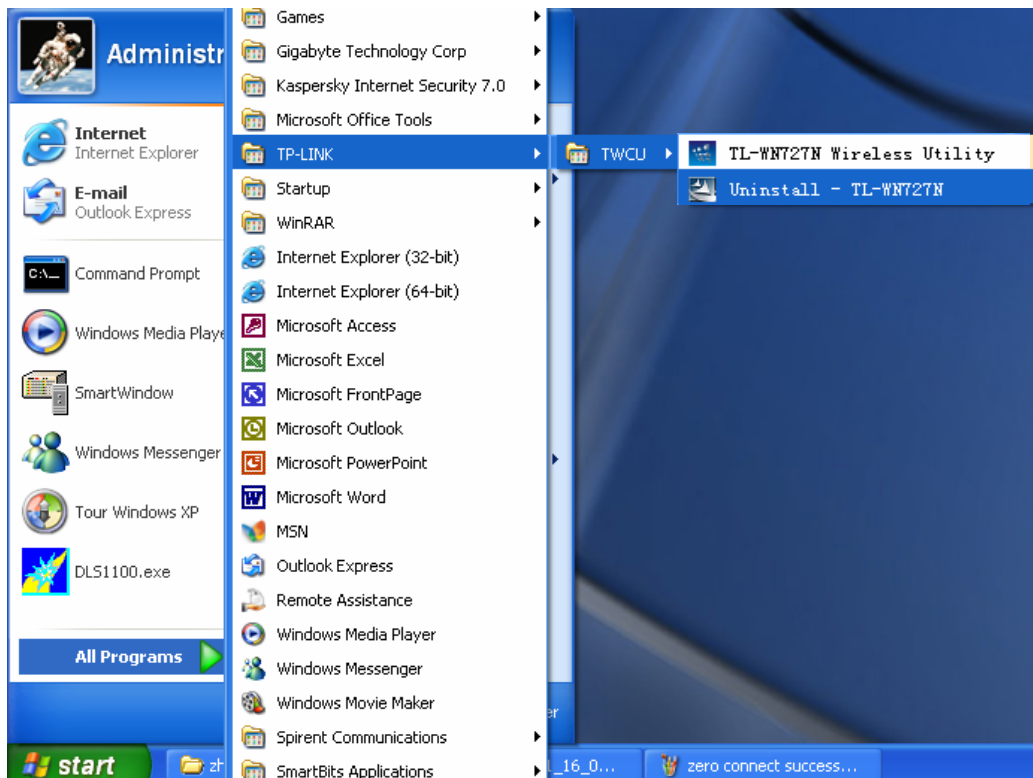 Administr
Internet
Internet Explorer
E-mail
Outlook Express
C:\_
Command Prompt
Windows Media Playe
SmartWindow
Windows Messenger
Tour Windows XP
DLS1100.exe
All Programs
Games
Gigabyte Technology Corp
Kaspersky Internet Security 7.0
Microsoft Office Tools
TP-LINK
Startup
WinRAR
Internet Explorer (32-bit)
Internet Explorer (64-bit)
Microsoft Access
Microsoft Excel
Microsoft FrontPage
Microsoft Outlook
Microsoft PowerPoint
Microsoft Word
MSN
Outlook Express
Remote Assistance
Windows Media Player
Windows Messenger
Windows Movie Maker
Spirent Communications
SmartBits Applications
TWCU
TL-WN727N Wireless Utility
Uninstall - TL-WN727N
er
start
zh
_16_0...
zero connect success...